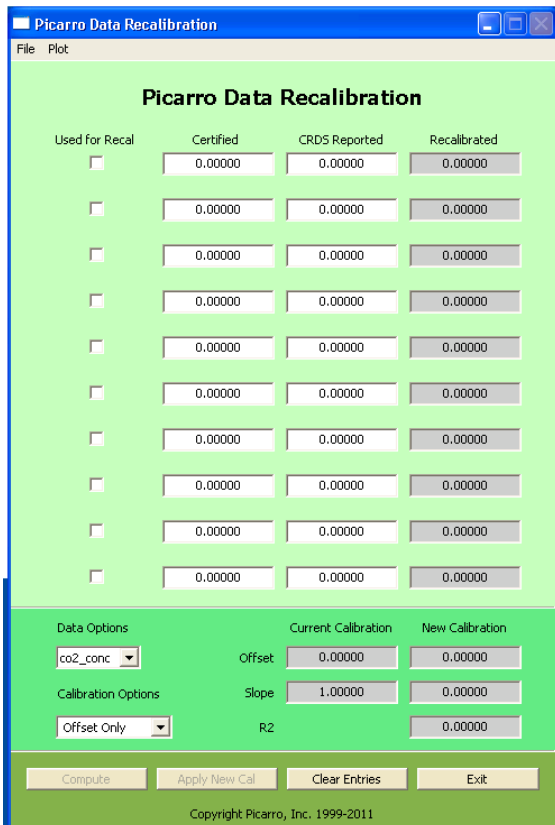 Picarro Data Recalibration
File Plot
Picarro Data Recalibration
Used for Recal Certified CRDS Reported Recalibrated
0.00000 0.00000 0.00000
0.00000 0.00000 0.00000
0.00000 0.00000 0.00000
0.00000 0.00000 0.00000
0.00000 0.00000 0.00000
0.00000 0.00000 0.00000
0.00000 0.00000 0.00000
0.00000 0.00000 0.00000
0.00000 0.00000 0.00000
0.00000 0.00000 0.00000
Data Options Current Calibration New Calibration
co2_conc Offset 0.00000 0.00000
Calibration Options Slope 1.00000 0.00000
Offset Only R2 0.00000
Compute Apply New Cal Clear Entries Exit
Copyright Picarro, Inc. 1999-2011